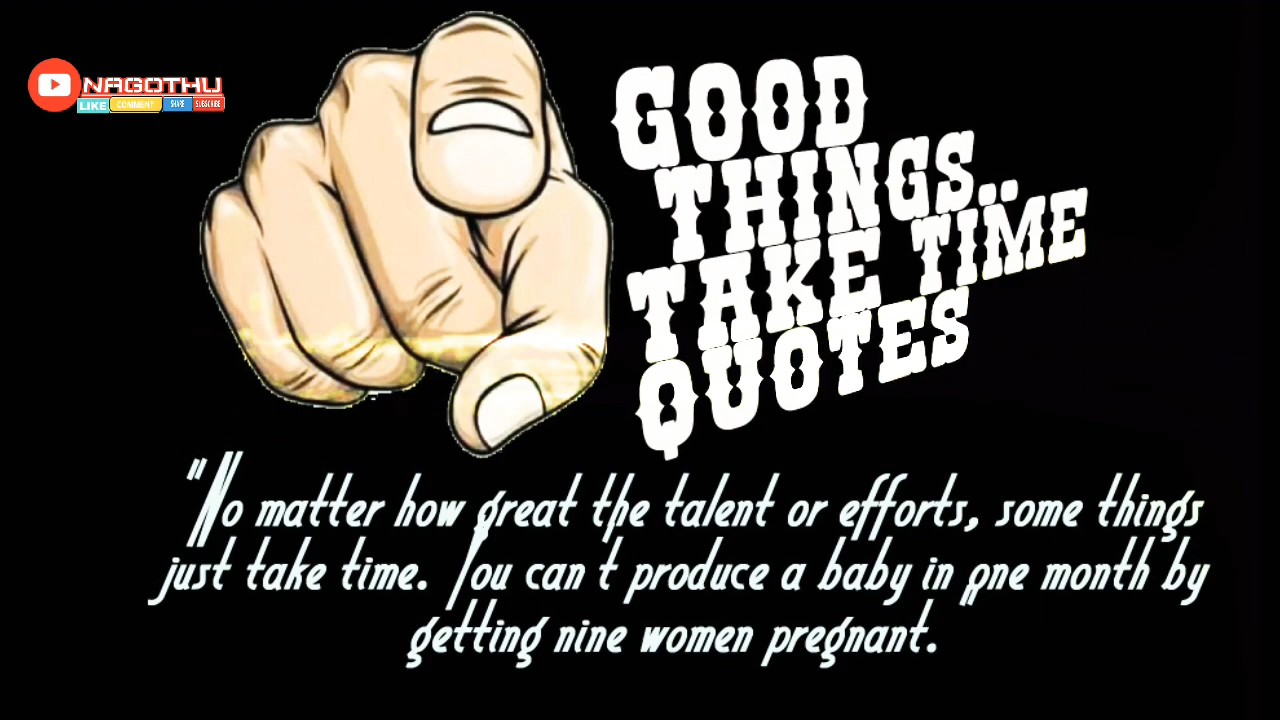 NAGOTHU
LIKE COMMENT SHARE SUBSCRIBE
GOOD
THINGS..
TAKE TIME
QUOTES
"No matter how great the talent or efforts, some things
just take time. You can't produce a baby in one month by
getting nine women pregnant.